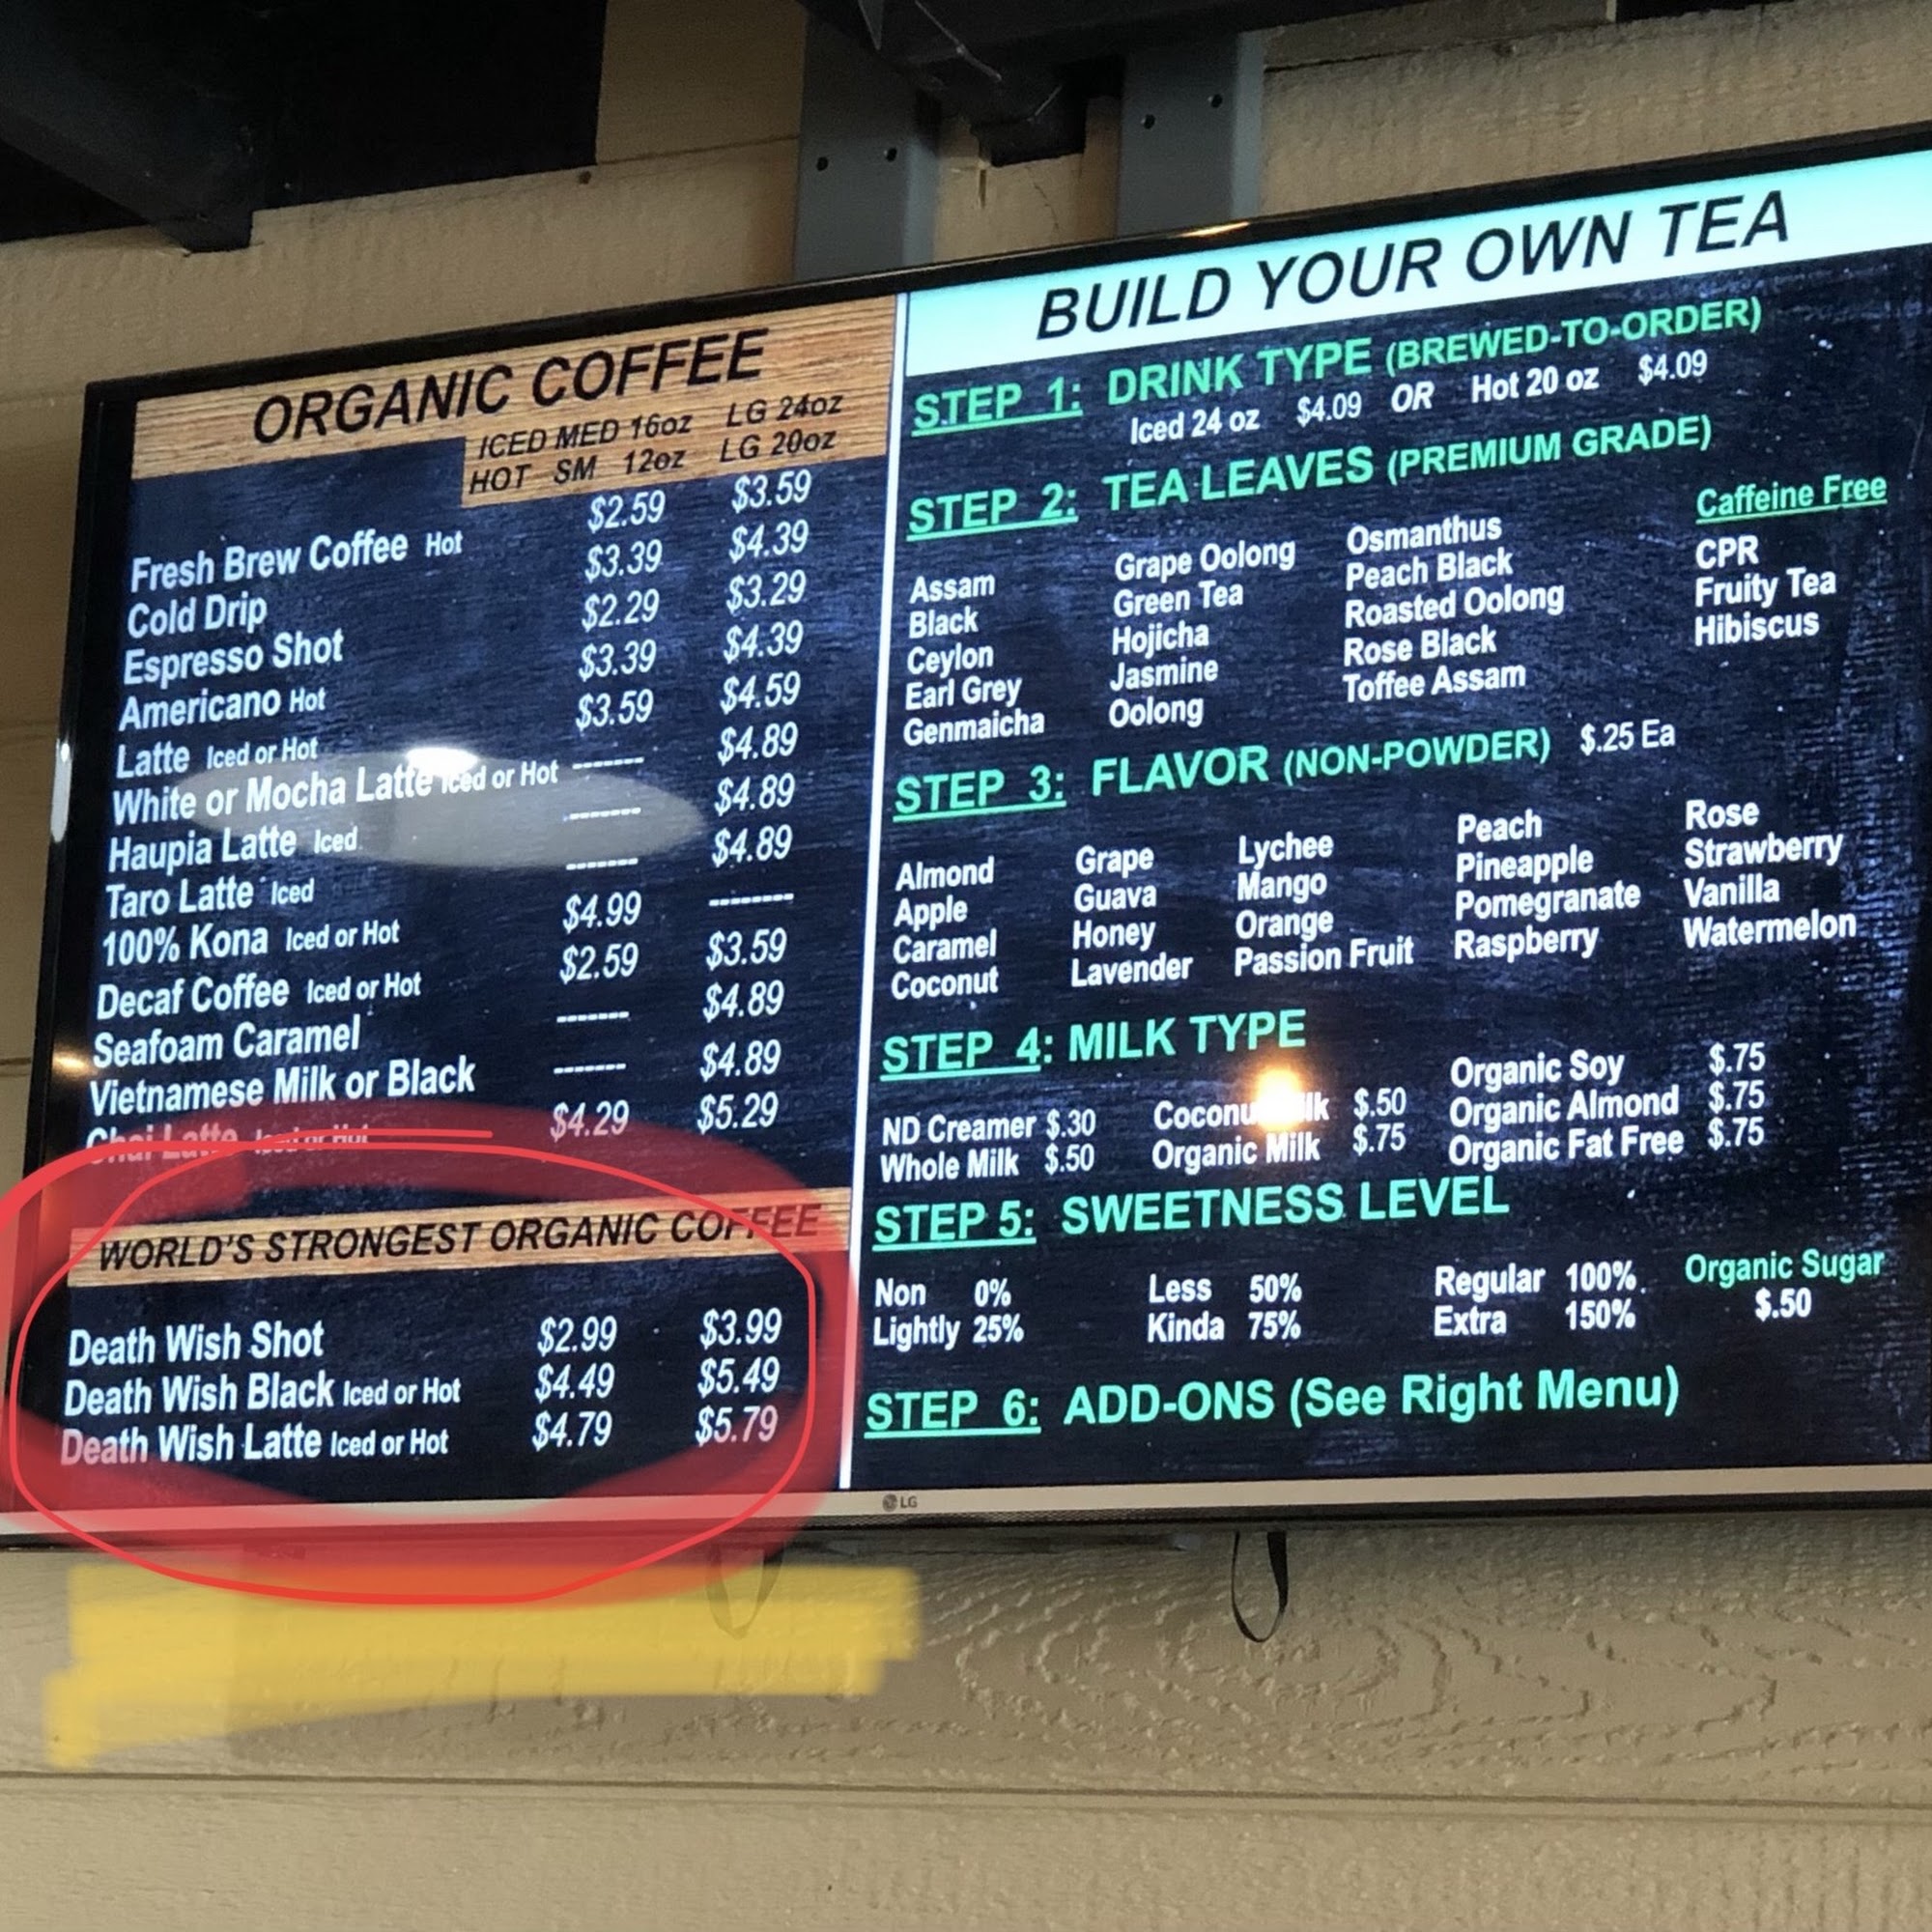 ORGANIC COFFEE
ICED MED 16oz LG 24oz
HOT SM 12oz LG 20oz
Fresh Brew Coffee Hot $2.59 $3.59
Cold Drip $3.39 $4.39
Espresso Shot $2.29 $3.29
Americano Hot $3.39 $4.39
Latte Iced or Hot $3.59 $4.59
White or Mocha Latte Iced or Hot ------- $4.89
Haupia Latte Iced ------- $4.89
Taro Latte Iced ------- $4.89
100% Kona Iced or Hot $4.99 --------
Decaf Coffee Iced or Hot $2.59 $3.59
Seafoam Caramel ------- $4.89
Vietnamese Milk or Black ------- $4.89
Chai Latte Iced or Hot $4.29 $5.29
WORLD'S STRONGEST ORGANIC COFFEE
Death Wish Shot $2.99 $3.99
Death Wish Black Iced or Hot $4.49 $5.49
Death Wish Latte Iced or Hot $4.79 $5.79
BUILD YOUR OWN TEA
STEP 1: DRINK TYPE (BREWED-TO-ORDER)
Iced 24 oz $4.09 OR Hot 20 oz $4.09
STEP 2: TEA LEAVES (PREMIUM GRADE)
Caffeine Free
Assam Grape Oolong Osmanthus CPR
Black Green Tea Peach Black Fruity Tea
Ceylon Hojicha Roasted Oolong Hibiscus
Earl Grey Jasmine Rose Black
Genmaicha Oolong Toffee Assam
STEP 3: FLAVOR (NON-POWDER) $.25 Ea
Almond Grape Lychee Peach Rose
Apple Guava Mango Pineapple Strawberry
Caramel Honey Orange Pomegranate Vanilla
Coconut Lavender Passion Fruit Raspberry Watermelon
STEP 4: MILK TYPE
Organic Soy $.75
ND Creamer $.30 Coconut Milk $.50 Organic Almond $.75
Whole Milk $.50 Organic Milk $.75 Organic Fat Free $.75
STEP 5: SWEETNESS LEVEL
Non 0% Less 50% Regular 100% Organic Sugar
Lightly 25% Kinda 75% Extra 150% $.50
STEP 6: ADD-ONS (See Right Menu)
LG